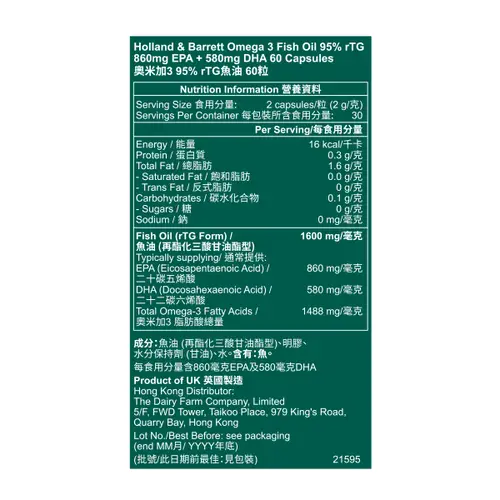 Holland & Barrett Omega 3 Fish Oil 95% rTG
860mg EPA + 580mg DHA 60 Capsules
奧米加3 95% rTG魚油 60粒
Nutrition Information 營養資料
Serving Size 食用分量: 2 capsules/粒 (2 g/克)
Servings Per Container 每包裝所含食用分量: 30
Per Serving/每食用分量
Energy / 能量 16 kcal/千卡
Protein / 蛋白質 0.3 g/克
Total Fat / 總脂肪 1.6 g/克
- Saturated Fat / 飽和脂肪 0.0 g/克
- Trans Fat / 反式脂肪 0 g/克
Carbohydrates / 碳水化合物 0.1 g/克
- Sugars / 糖 0 g/克
Sodium / 鈉 0 mg/毫克
Fish Oil (rTG Form) / 1600 mg/毫克
魚油 (再酯化三酸甘油酯型)
Typically supplying/ 通常提供:
EPA (Eicosapentaenoic Acid) / 860 mg/毫克
二十碳五烯酸
DHA (Docosahexaenoic Acid) / 580 mg/毫克
二十二碳六烯酸
Total Omega-3 Fatty Acids / 1488 mg/毫克
奧米加3 脂肪酸總量
成分：魚油 (再酯化三酸甘油酯型)、明膠、
水分保持劑 (甘油)、水。含有：魚。
每食用分量含860毫克EPA及580毫克DHA
Product of UK 英國製造
Hong Kong Distributor:
The Dairy Farm Company, Limited
5/F, FWD Tower, Taikoo Place, 979 King's Road,
Quarry Bay, Hong Kong
Lot No./Best Before: see packaging
(end MM月/ YYYY年底)
(批號/此日期前最佳：見包裝) 21595